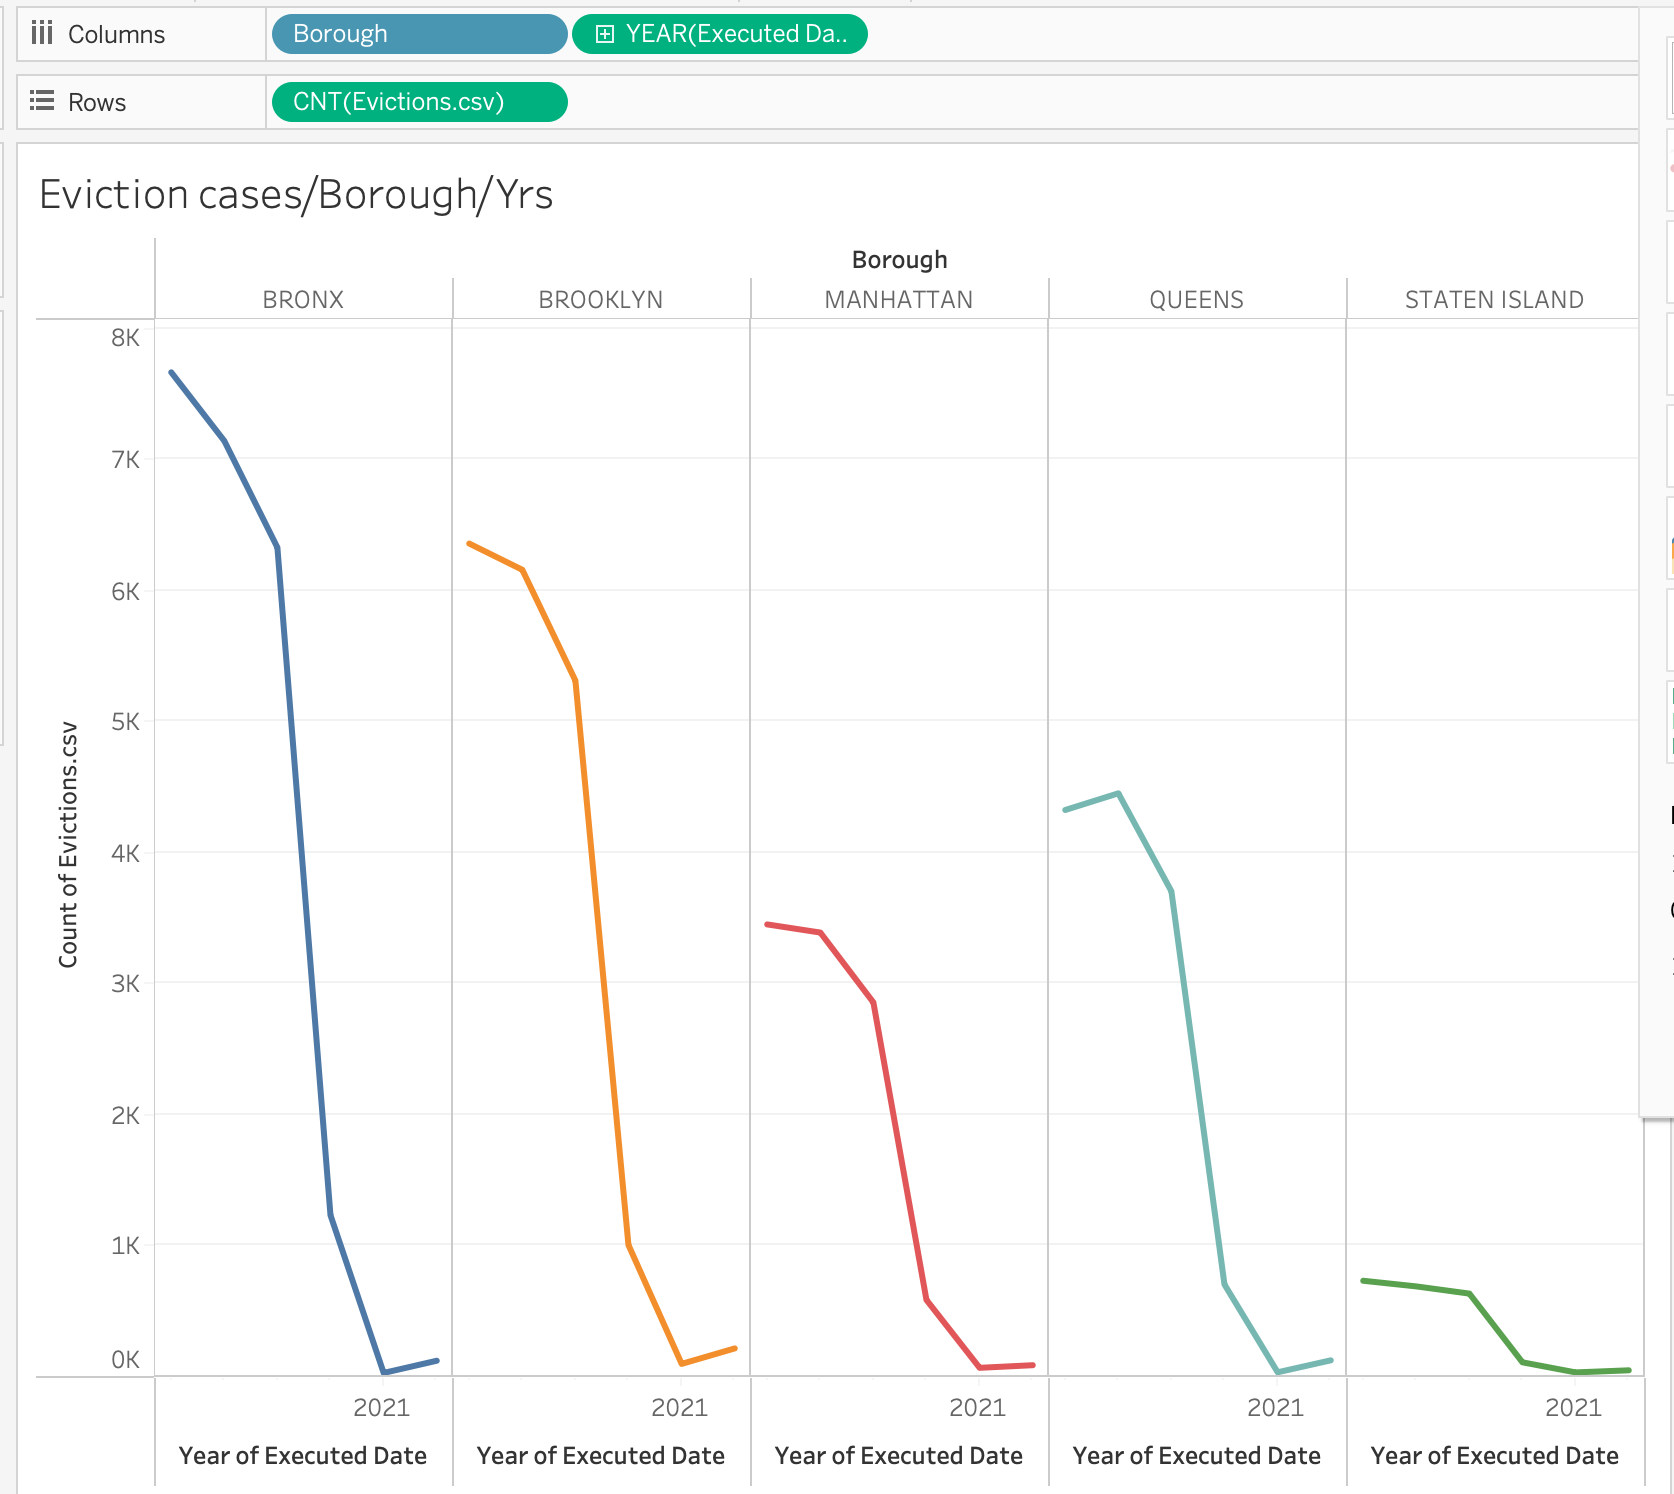 Columns
Borough
YEAR(Executed Da..
Rows
CNT(Evictions.csv)
Eviction cases/Borough/Yrs
Borough
BRONX
BROOKLYN
MANHATTAN
QUEENS
STATEN ISLAND
8K
7K
6K
5K
4K
3K
2K
1K
0K
Count of Evictions.csv
2021
2021
2021
2021
2021
Year of Executed Date
Year of Executed Date
Year of Executed Date
Year of Executed Date
Year of Executed Date